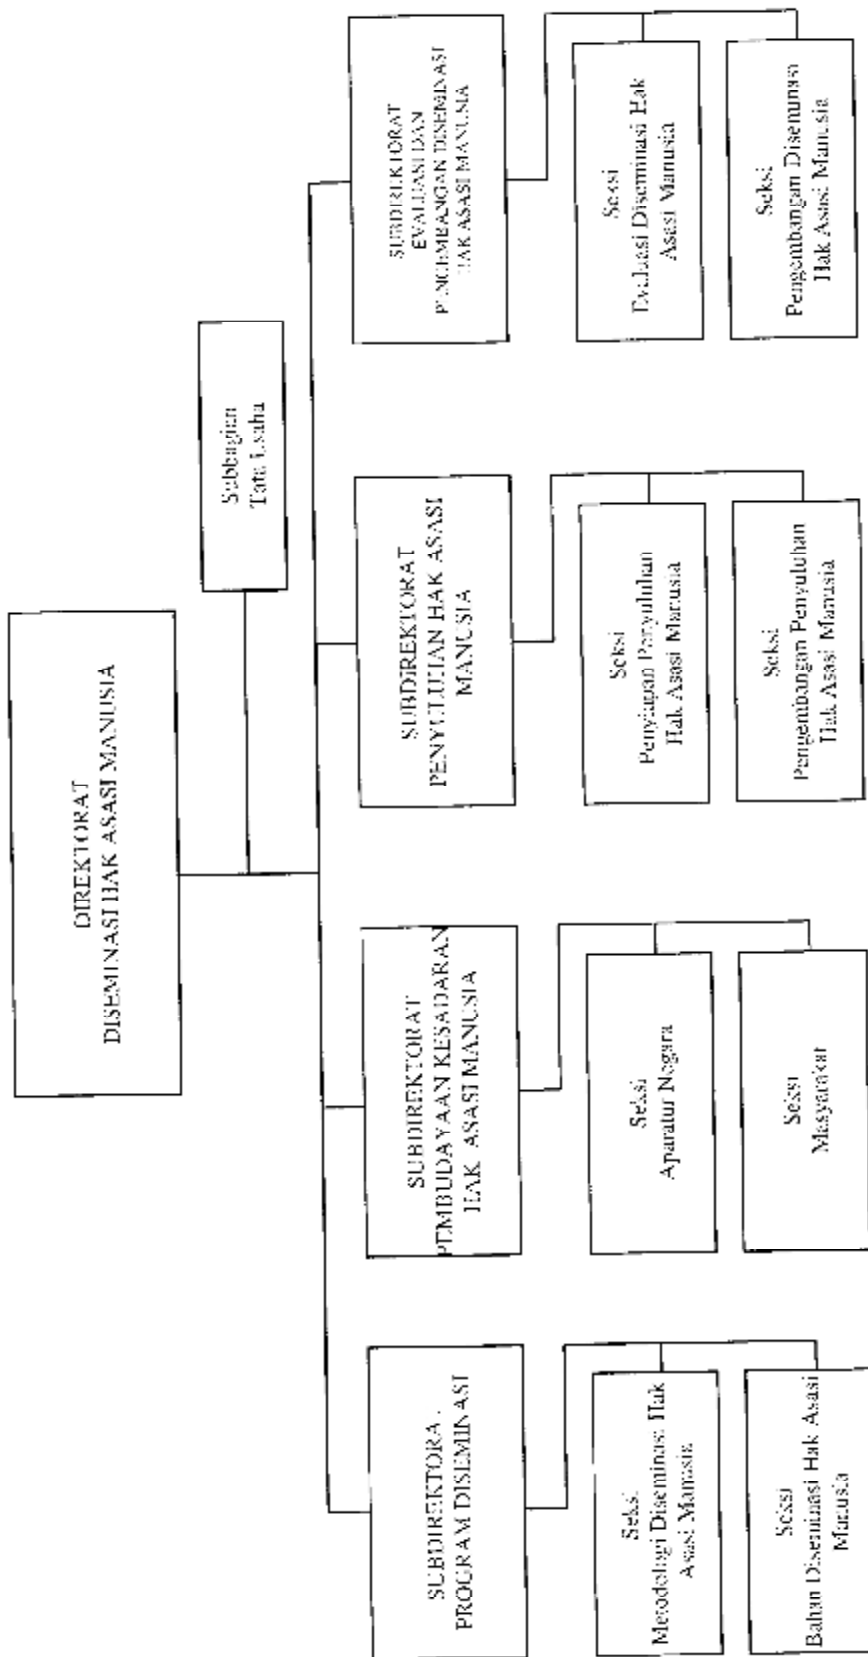 DIREKTORAT
DISEMINASI HAK ASASI MANUSIA
Subbagian
Tata Usaha
SUBDIREKTORA .
PROGRAM DISEMINASI
SUBDIREKTORAT
PEMBUDAYAAN KESADARAN
HAK ASASI MANUSIA
SUBDIREKTORAT
PENYULUHAN HAK ASASI
MANUSIA
SUBDIREKTORAT
EVALUASI DAN
PENGEMBANGAN DISEMINASI
HAK ASASI MANUSIA
Seksi
Metodologi Diseminasi Hak
Asasi Manusia
Seksi
Aparatur Negara
Seksi
Penyiapan Penyuluhan
Hak Asasi Manusia
Seksi
Evaluasi Diseminasi Hak
Asasi Manusia
Seksi
Bahan Diseminasi Hak Asasi
Manusia
Seksi
Masyarakat
Seksi
Pengembangan Penyuluhan
Hak Asasi Manusia
Seksi
Pengembangan Diseminasi
Hak Asasi Manusia